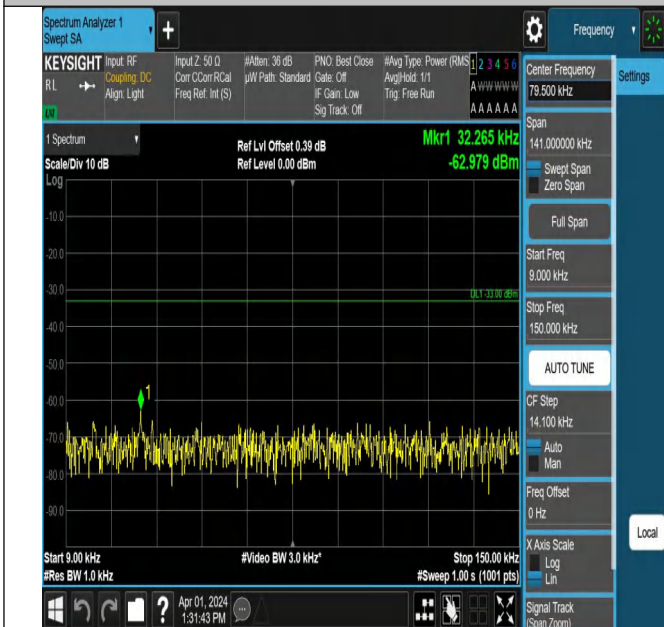 Spectrum Analyzer 1
Swept SA
+
Frequency
KEYSIGHT
RL
Input: RF
Coupling: DC
Align: Light
Input Z: 50 Ω
Corr CCorr RCal
Freq Ref: Int (S)
#Atten: 36 dB
µW Path: Standard
PNO: Best Close
Gate: Off
IF Gain: Low
Sig Track: Off
#Avg Type: Power (RMS
Avg|Hold: 1/1
Trig: Free Run
1 2 3 4 5 6
A W W W W W
A A A A A A
LXI
1 Spectrum
Scale/Div 10 dB
Ref Lvl Offset 0.39 dB
Ref Level 0.00 dBm
Mkr1 32.265 kHz
-62.979 dBm
Log
-10.0
-20.0
-30.0
DL1 -33.00 dBm
-40.0
-50.0
-60.0
1
-70.0
-80.0
-90.0
Start 9.00 kHz
#Res BW 1.0 kHz
#Video BW 3.0 kHz*
Stop 150.00 kHz
#Sweep 1.00 s (1001 pts)
Center Frequency
79.500 kHz
Span
141.000000 kHz
Swept Span
Zero Span
Full Span
Start Freq
9.000 kHz
Stop Freq
150.000 kHz
AUTO TUNE
CF Step
14.100 kHz
Auto
Man
Freq Offset
0 Hz
X Axis Scale
Log
Lin
Signal Track
(Span Zoom)
Settings
Local
?
Apr 01, 2024
1:31:43 PM